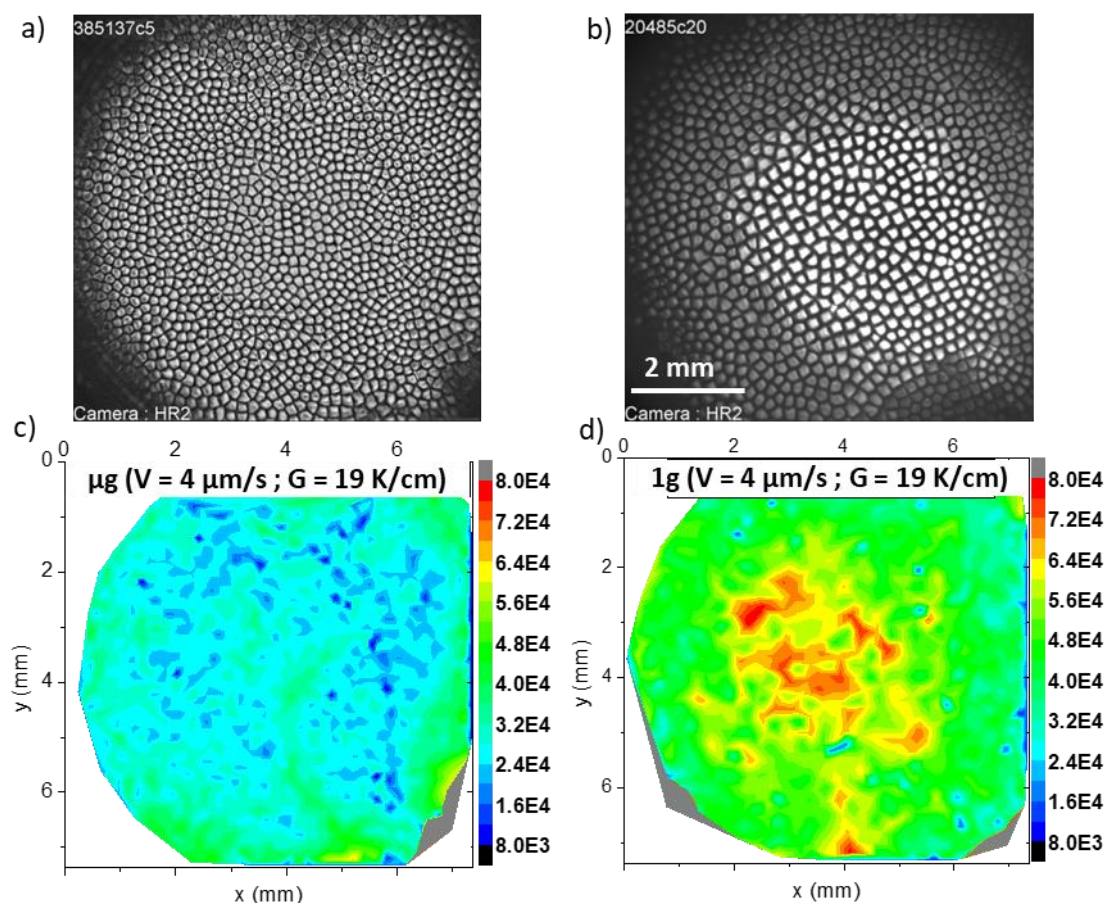 a)
385137c5
Camera : HR2
b)
20485c20
2 mm
Camera : HR2
c)
0 2 4 6
µg (V = 4 µm/s ; G = 19 K/cm)
0
2
4
6
y (mm)
x (mm)
8.0E4
7.2E4
6.4E4
5.6E4
4.8E4
4.0E4
3.2E4
2.4E4
1.6E4
8.0E3
d)
0 2 4 6
1g (V = 4 µm/s ; G = 19 K/cm)
0
2
4
6
y (mm)
x (mm)
8.0E4
7.2E4
6.4E4
5.6E4
4.8E4
4.0E4
3.2E4
2.4E4
1.6E4
8.0E3